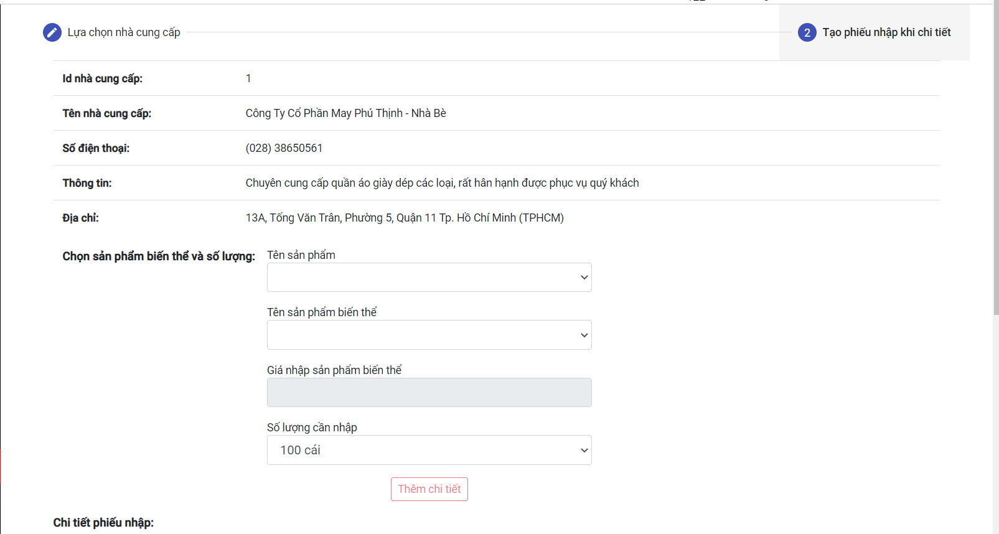 Lựa chọn nhà cung cấp
2 Tạo phiếu nhập khi chi tiết
Id nhà cung cấp: 1
Tên nhà cung cấp: Công Ty Cổ Phần May Phú Thịnh - Nhà Bè
Số điện thoại: (028) 38650561
Thông tin: Chuyên cung cấp quần áo giày dép các loại, rất hân hạnh được phục vụ quý khách
Địa chỉ: 13A, Tống Văn Trân, Phường 5, Quận 11 Tp. Hồ Chí Minh (TPHCM)
Chọn sản phẩm biến thể và số lượng: Tên sản phẩm
Tên sản phẩm biến thể
Giá nhập sản phẩm biến thể
Số lượng cần nhập
100 cái
Thêm chi tiết
Chi tiết phiếu nhập: